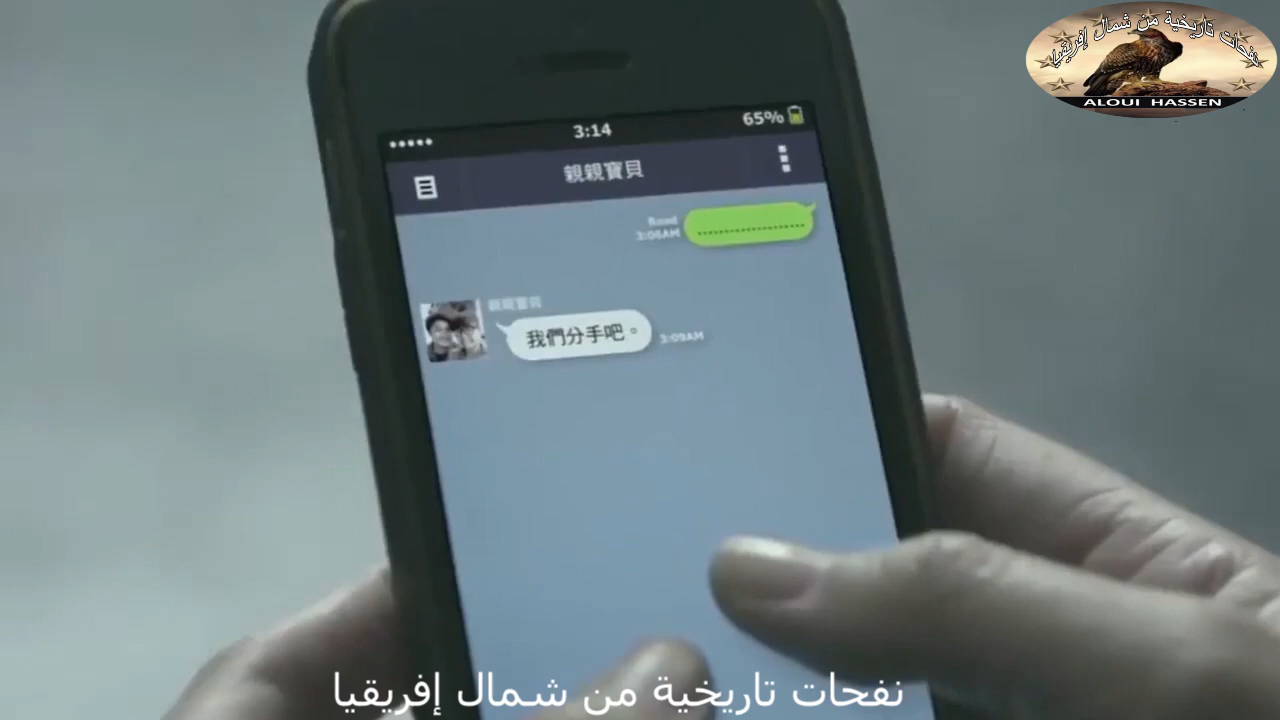 نفحات تاريخية من شمال إفريقيا
ALOUI HASSEN
3:14
65%
親親寶貝
Read
3:08AM
....................
親親寶貝
我們分手吧。
3:09AM
نفحات تاريخية من شمال إفريقيا